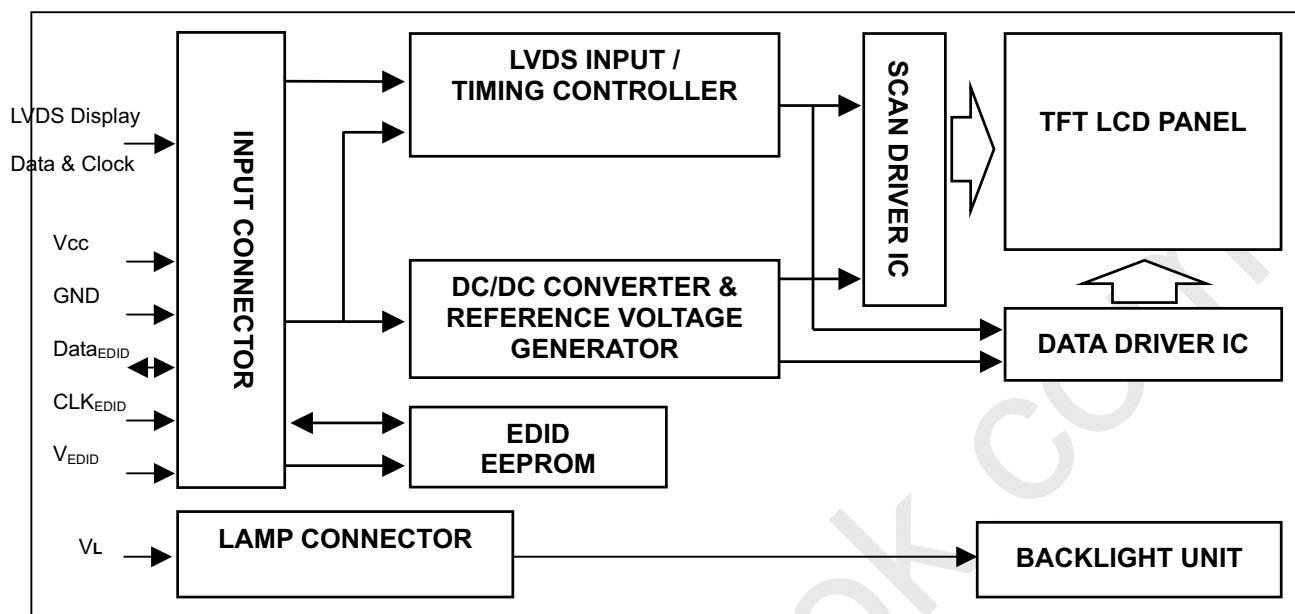 LVDS Display
Data & Clock
Vcc
GND
DataEDID
CLKEDID
VEDID
VL
INPUT CONNECTOR
LVDS INPUT /
TIMING CONTROLLER
DC/DC CONVERTER &
REFERENCE VOLTAGE
GENERATOR
EDID
EEPROM
LAMP CONNECTOR
SCAN DRIVER IC
TFT LCD PANEL
DATA DRIVER IC
BACKLIGHT UNIT